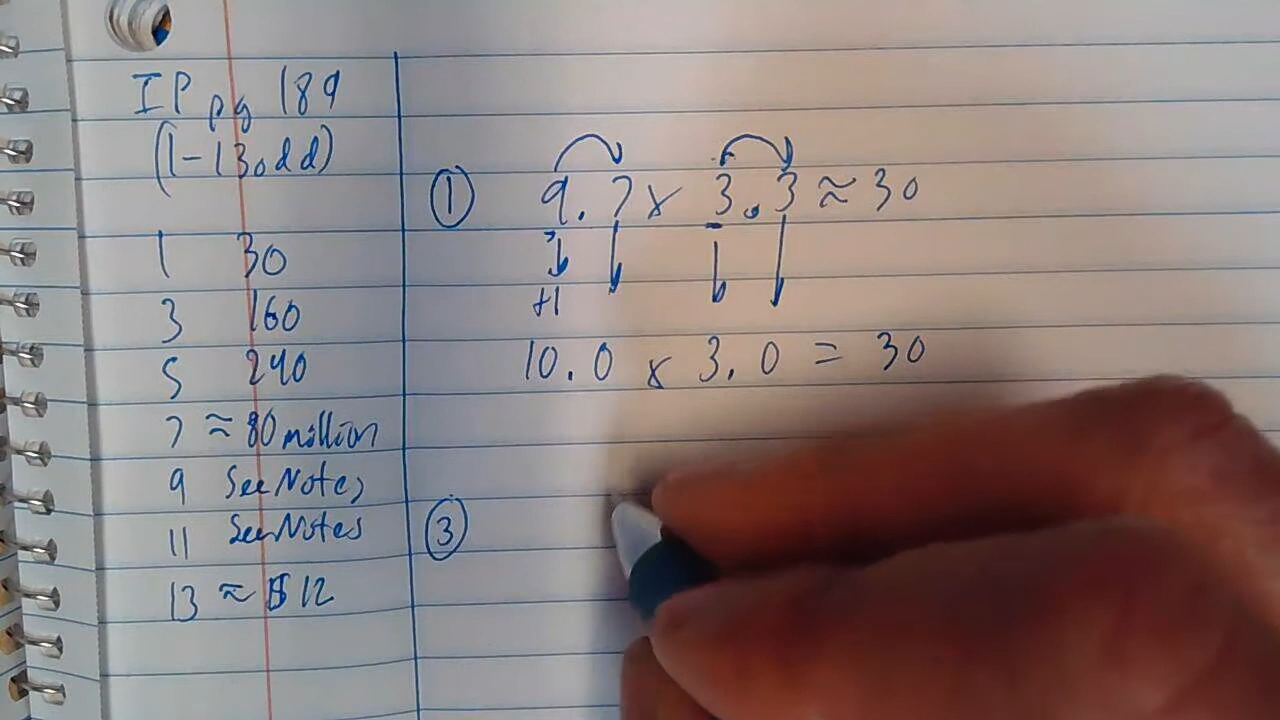 IP pg 189
(1-13 odd)
1 30
3 160
5 240
7 ≈ 80 million
9 See Notes
11 See Notes
13 ≈ $12
① 9.7 x 3.3 ≈ 30
+1
10.0 x 3.0 = 30
③